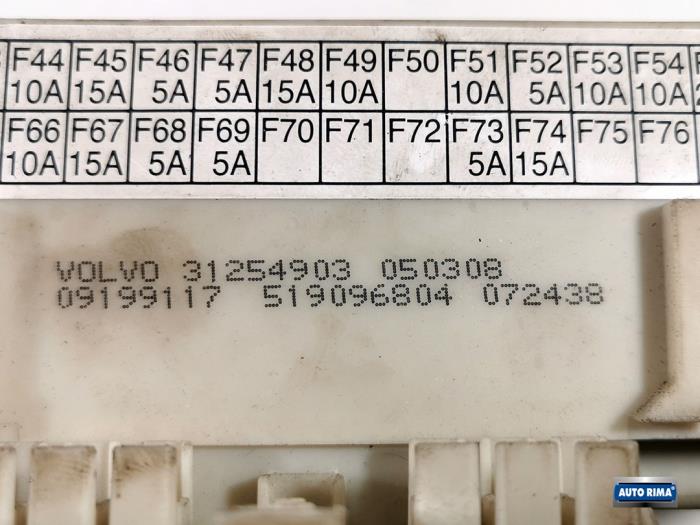 F44 F45 F46 F47 F48 F49 F50 F51 F52 F53 F54
10A 15A 5A 5A 15A 10A 10A 5A 10A 10A
F66 F67 F68 F69 F70 F71 F72 F73 F74 F75 F76
10A 15A 5A 5A 5A 15A
VOLVO 31254903 050308
09199117 519096804 072438
AUTO RIMA